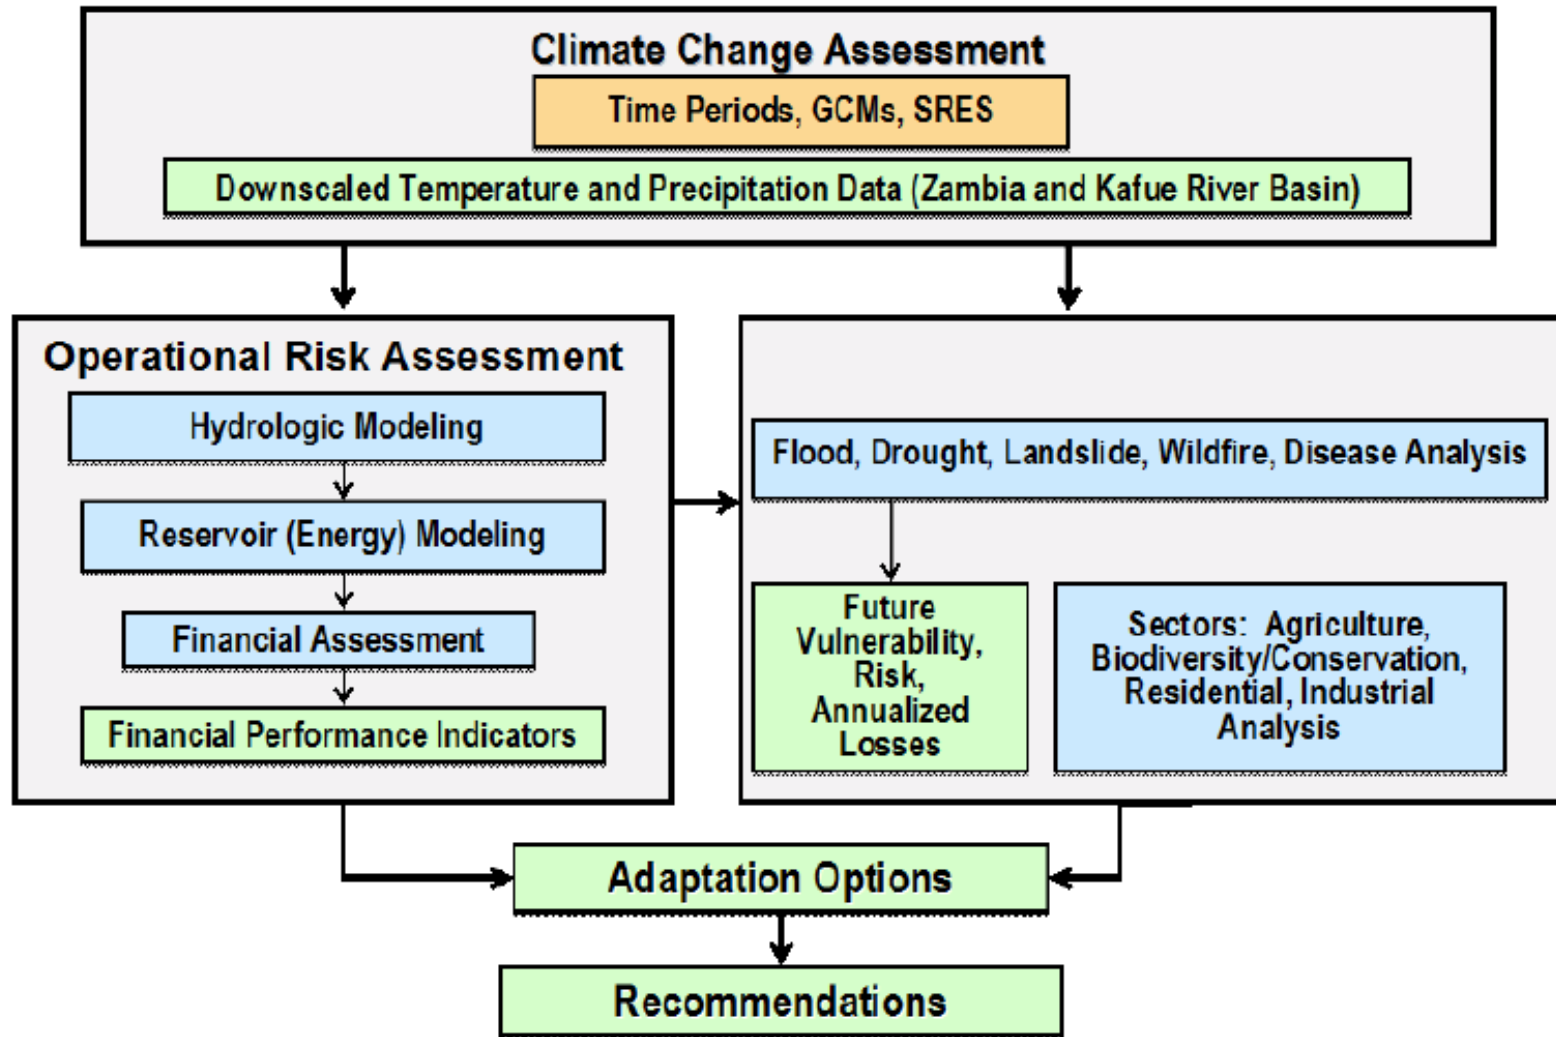 Climate Change Assessment
Time Periods, GCMs, SRES
Downscaled Temperature and Precipitation Data (Zambia and Kafue River Basin)
Operational Risk Assessment
Hydrologic Modeling
Reservoir (Energy) Modeling
Financial Assessment
Financial Performance Indicators
Flood, Drought, Landslide, Wildfire, Disease Analysis
Future
Vulnerability,
Risk,
Annualized
Losses
Sectors: Agriculture,
Biodiversity/Conservation,
Residential, Industrial
Analysis
Adaptation Options
Recommendations